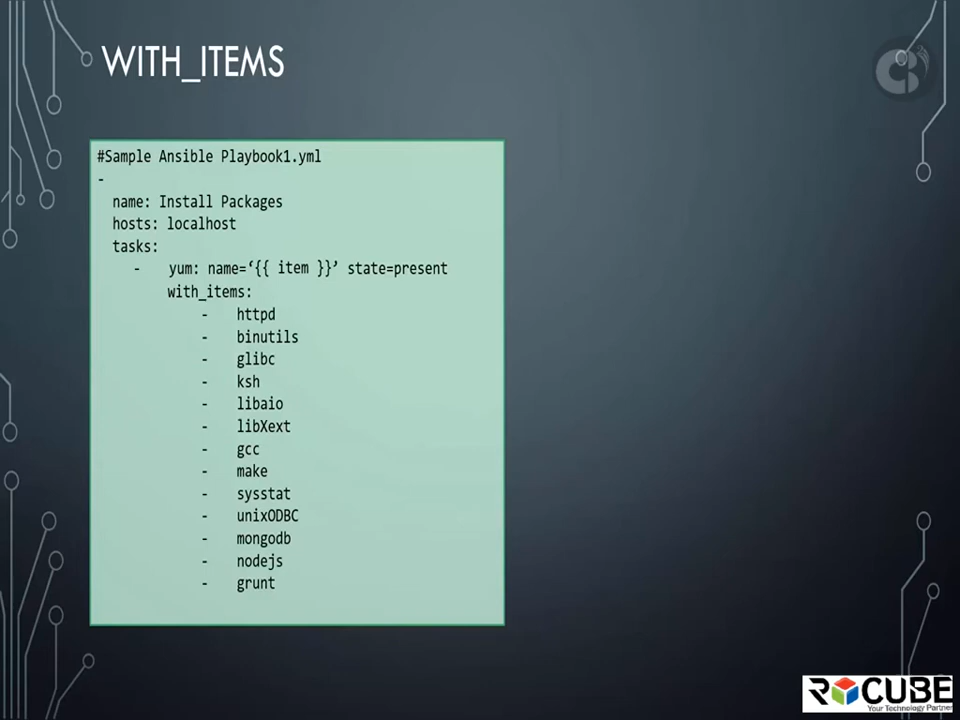 WITH_ITEMS
#Sample Ansible Playbook1.yml
-
name: Install Packages
hosts: localhost
tasks:
- yum: name=‘{{ item }}’ state=present
with_items:
- httpd
- binutils
- glibc
- ksh
- libaio
- libXext
- gcc
- make
- sysstat
- unixODBC
- mongodb
- nodejs
- grunt
RCUBE
Your Technology Partner